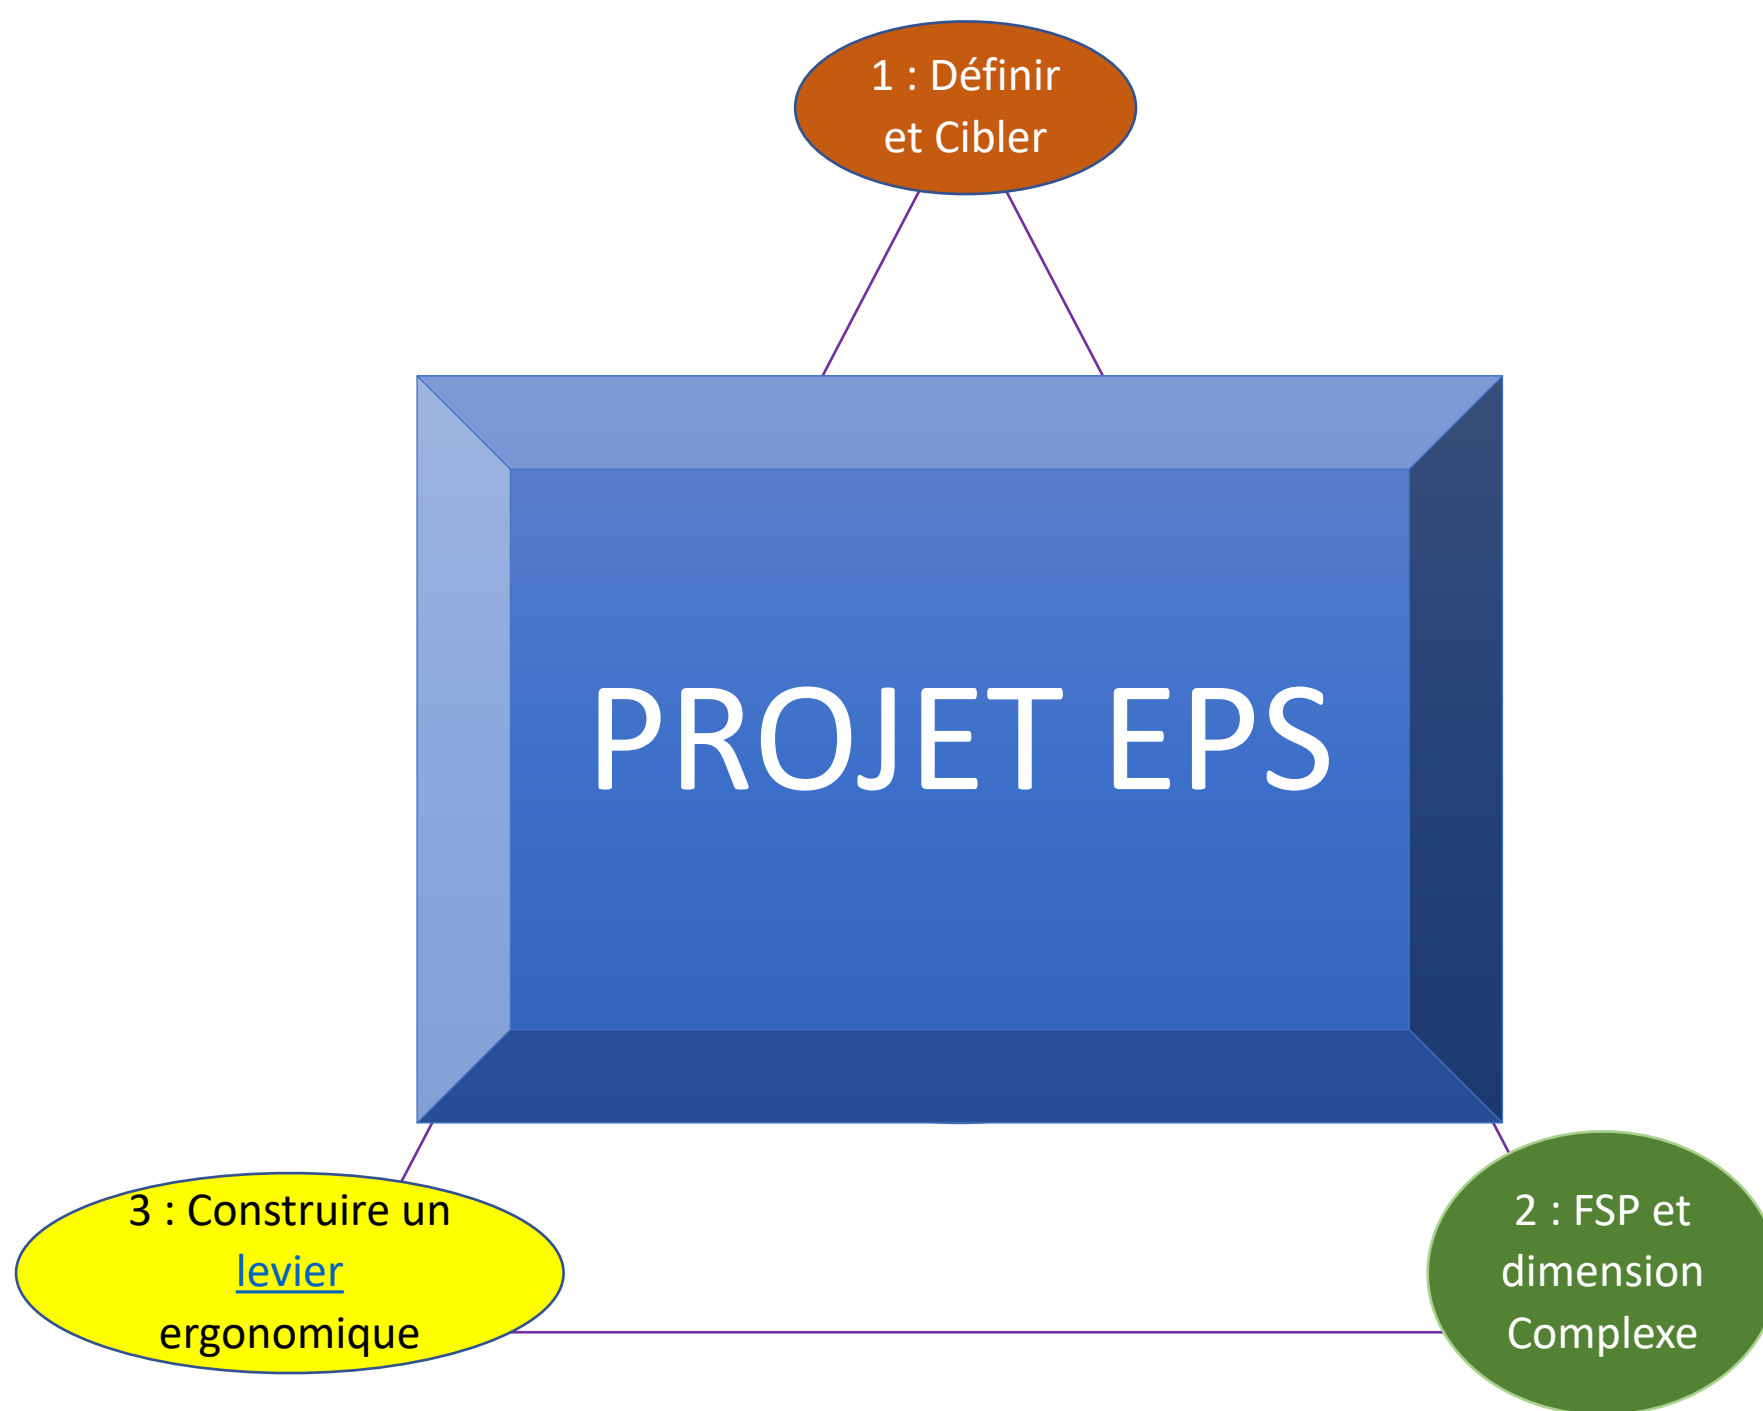 1 : Définir
et Cibler
PROJET EPS
3 : Construire un
levier
ergonomique
2 : FSP et
dimension
Complexe